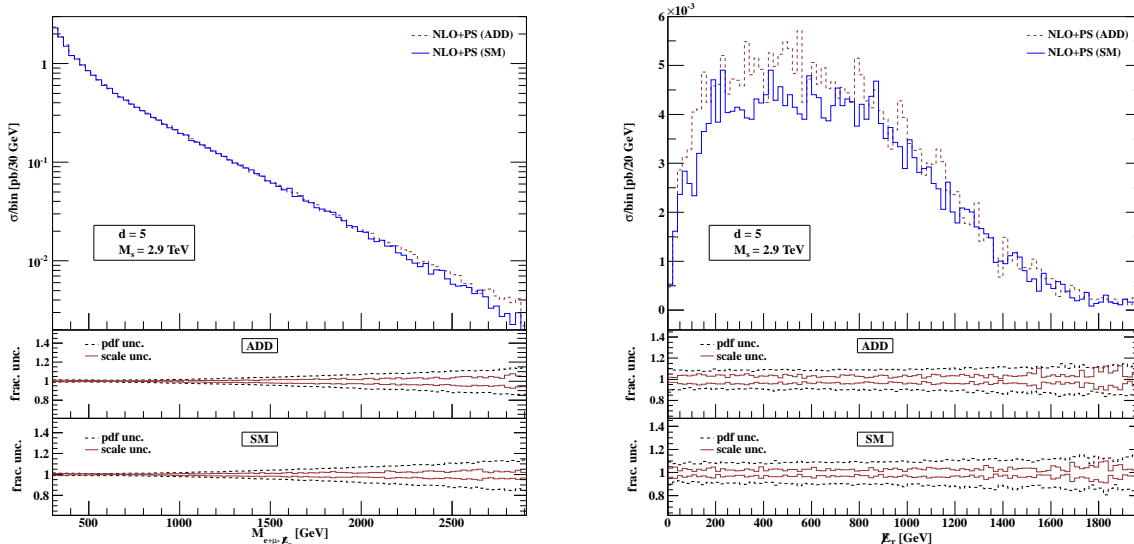 NLO+PS (ADD)
NLO+PS (SM)
σ/bin [pb/30 GeV]
1
10⁻¹
10⁻²
d = 5
Mₛ = 2.9 TeV
ADD
pdf unc.
scale unc.
frac. unc.
1.4
1.2
1
0.8
SM
pdf unc.
scale unc.
frac. unc.
1.4
1.2
1
0.8
500 1000 1500 2000 2500
[GeV]
×10⁻³
NLO+PS (ADD)
NLO+PS (SM)
σ/bin [pb/20 GeV]
6
5
4
3
2
1
0
d = 5
Mₛ = 2.9 TeV
ADD
pdf unc.
scale unc.
frac. unc.
1.4
1.2
1
0.8
SM
pdf unc.
scale unc.
frac. unc.
1.4
1.2
1
0.8
0 200 400 600 800 1000 1200 1400 1600 1800
E̸_T [GeV]